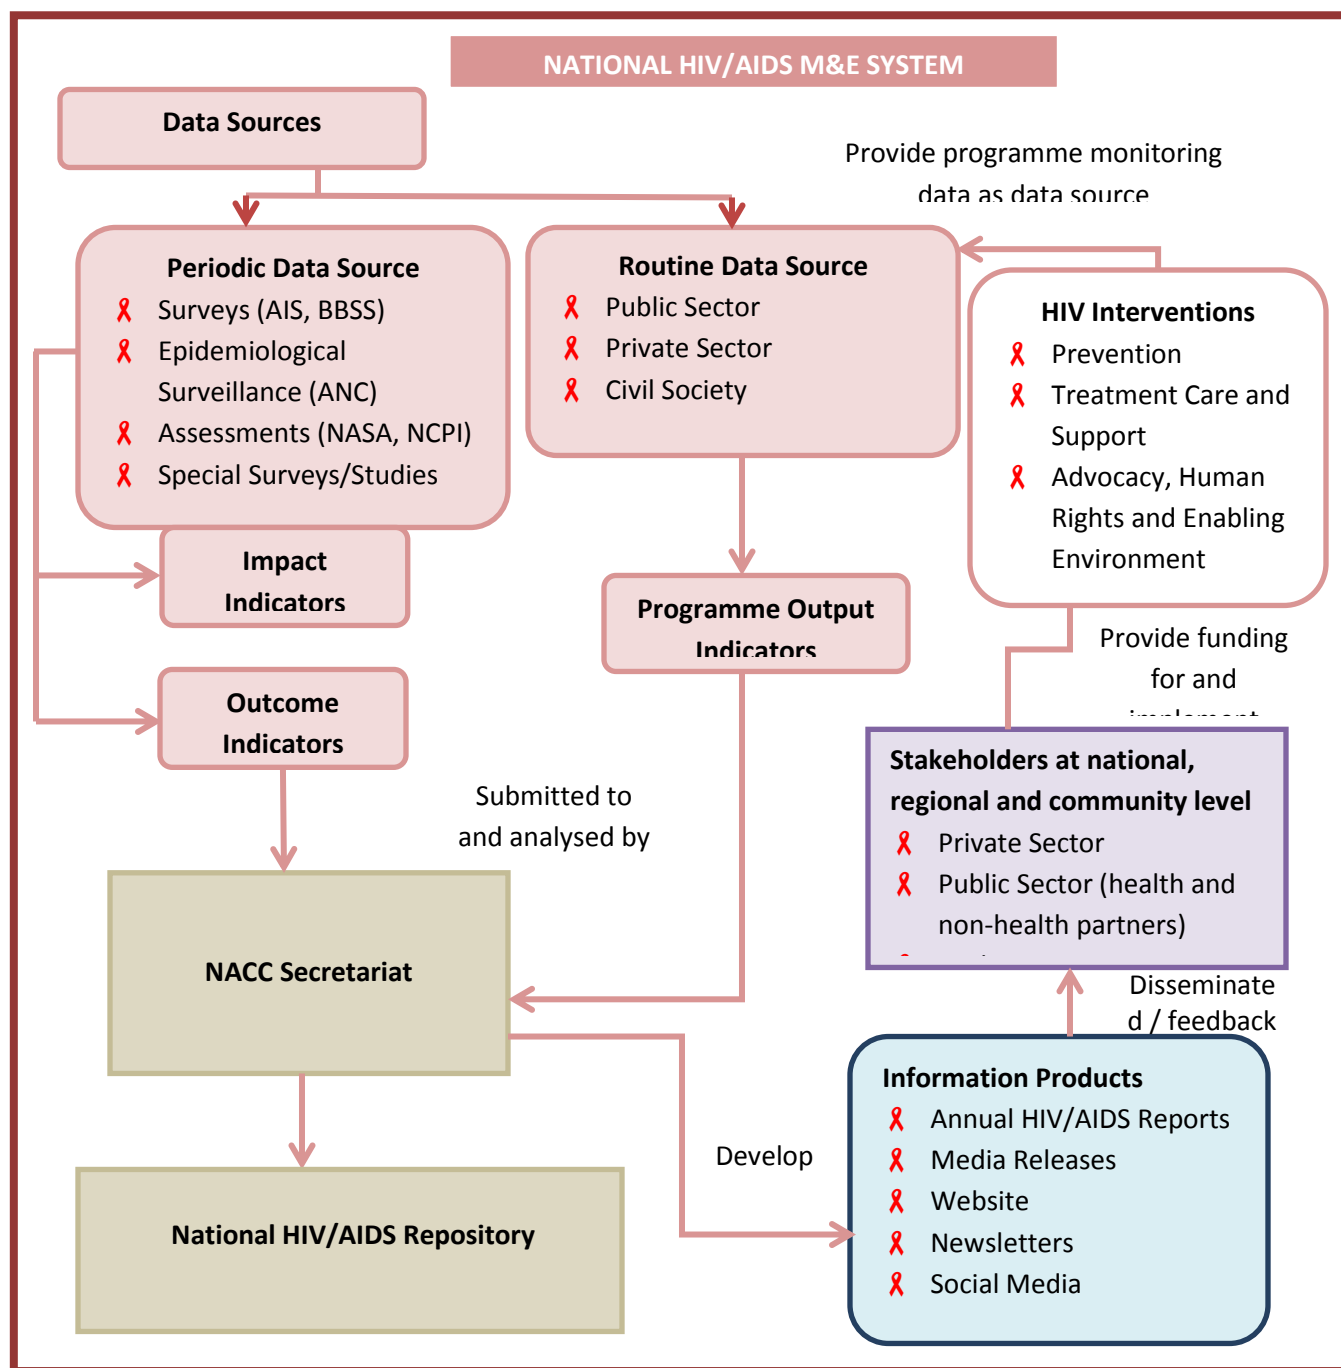 NATIONAL HIV/AIDS M&E SYSTEM
Data Sources
Provide programme monitoring
data as data source
Periodic Data Source
Surveys (AIS, BBSS)
Epidemiological
Surveillance (ANC)
Assessments (NASA, NCPI)
Special Surveys/Studies
Routine Data Source
Public Sector
Private Sector
Civil Society
HIV Interventions
Prevention
Treatment Care and
Support
Advocacy, Human
Rights and Enabling
Environment
Impact
Indicators
Programme Output
Indicators
Provide funding
for and
implement
Outcome
Indicators
Submitted to
and analysed by
Stakeholders at national,
regional and community level
Private Sector
Public Sector (health and
non-health partners)
NACC Secretariat
Disseminate
d / feedback
Information Products
Annual HIV/AIDS Reports
Media Releases
Website
Newsletters
Social Media
Develop
National HIV/AIDS Repository